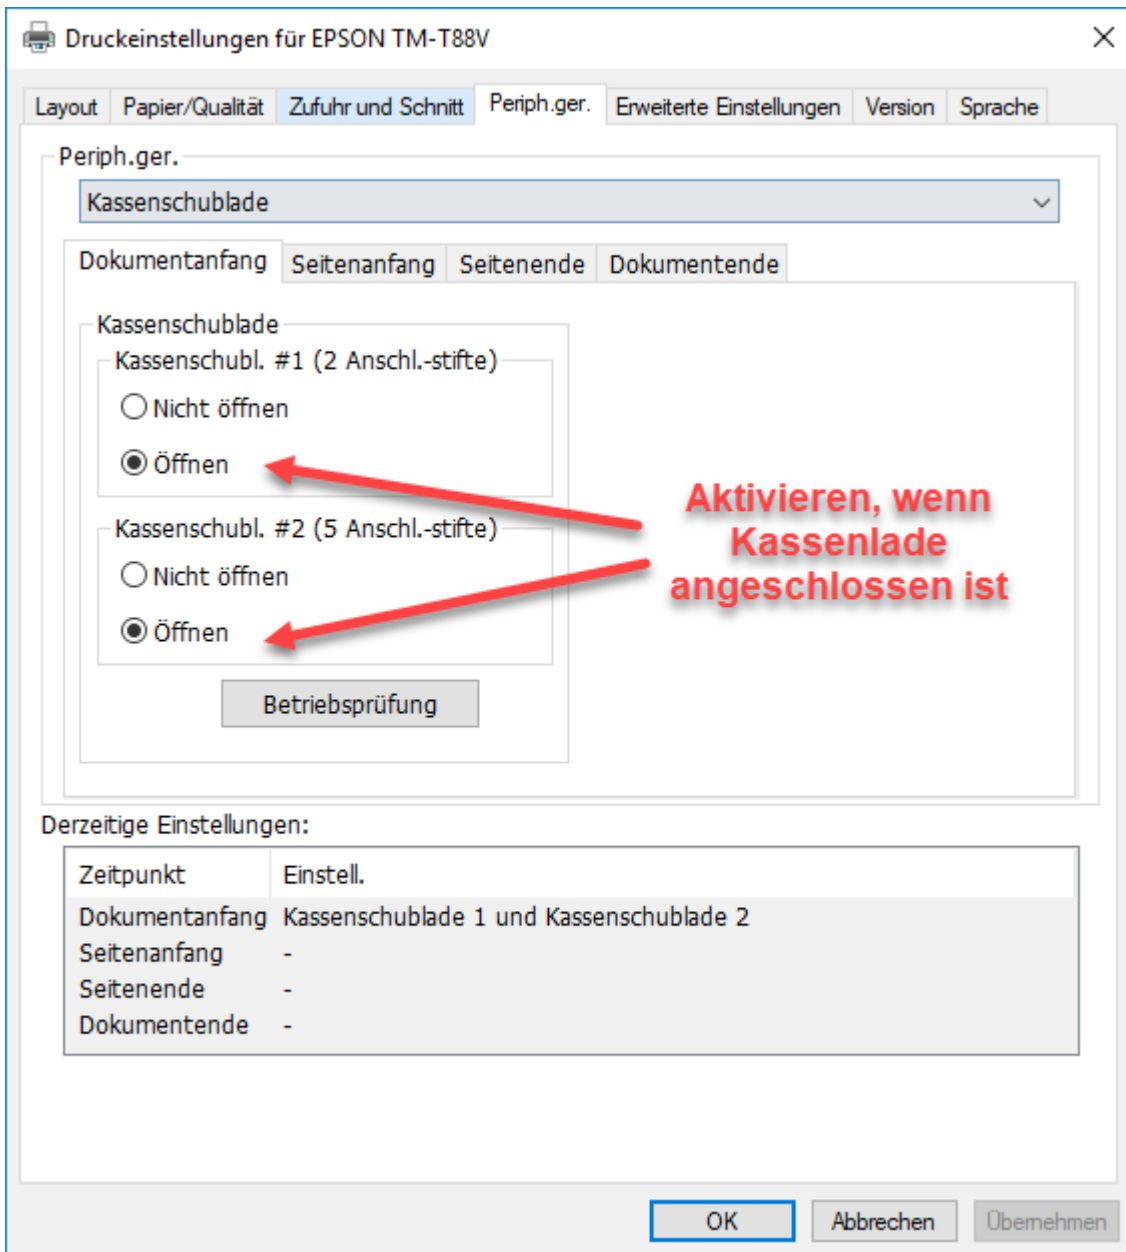 Druckeinstellungen für EPSON TM-T88V
Layout Papier/Qualität Zufuhr und Schnitt Periph.ger. Erweiterte Einstellungen Version Sprache
Periph.ger.
Kassenschublade
Dokumentanfang Seitenanfang Seitenende Dokumentende
Kassenschublade
Kassenschubl. #1 (2 Anschl.-stifte)
Nicht öffnen
Öffnen
Kassenschubl. #2 (5 Anschl.-stifte)
Nicht öffnen
Öffnen
Betriebsprüfung
Aktivieren, wenn
Kassenlade
angeschlossen ist
Derzeitige Einstellungen:
Zeitpunkt Einstell.
Dokumentanfang Kassenschublade 1 und Kassenschublade 2
Seitenanfang -
Seitenende -
Dokumentende -
OK Abbrechen Übernehmen